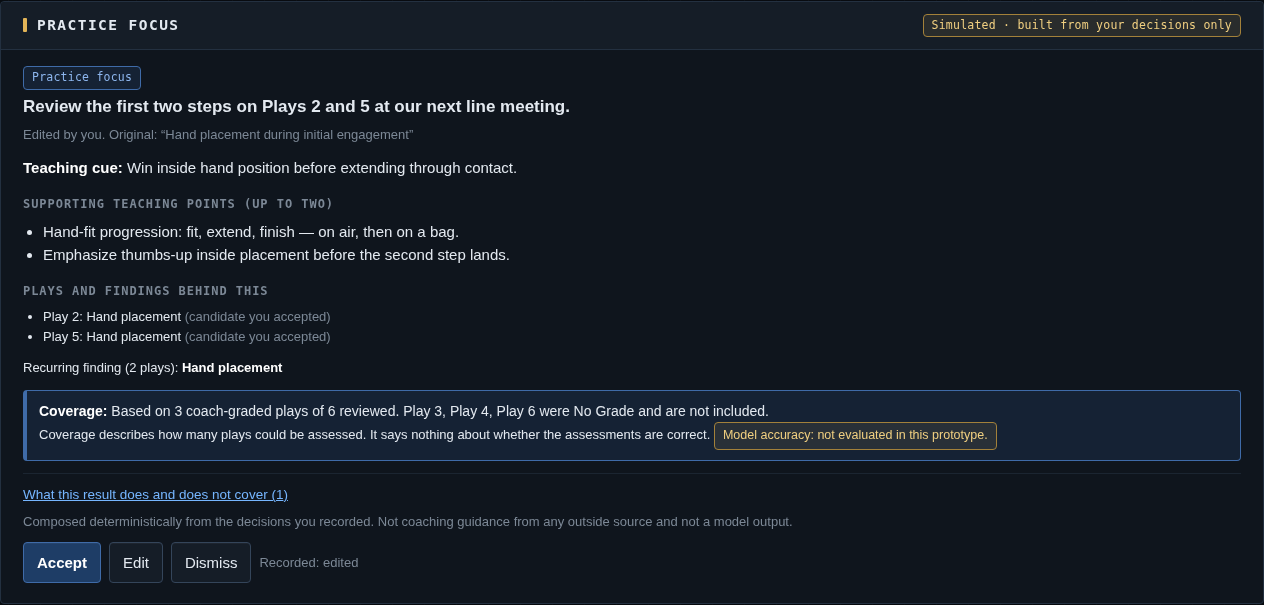 PRACTICE FOCUS
Simulated · built from your decisions only
Practice focus
Review the first two steps on Plays 2 and 5 at our next line meeting.
Edited by you. Original: “Hand placement during initial engagement”
Teaching cue: Win inside hand position before extending through contact.
SUPPORTING TEACHING POINTS (UP TO TWO)
• Hand-fit progression: fit, extend, finish — on air, then on a bag.
• Emphasize thumbs-up inside placement before the second step lands.
PLAYS AND FINDINGS BEHIND THIS
• Play 2: Hand placement (candidate you accepted)
• Play 5: Hand placement (candidate you accepted)
Recurring finding (2 plays): Hand placement
Coverage: Based on 3 coach-graded plays of 6 reviewed. Play 3, Play 4, Play 6 were No Grade and are not included.
Coverage describes how many plays could be assessed. It says nothing about whether the assessments are correct. Model accuracy: not evaluated in this prototype.
What this result does and does not cover (1)
Composed deterministically from the decisions you recorded. Not coaching guidance from any outside source and not a model output.
Accept Edit Dismiss Recorded: edited